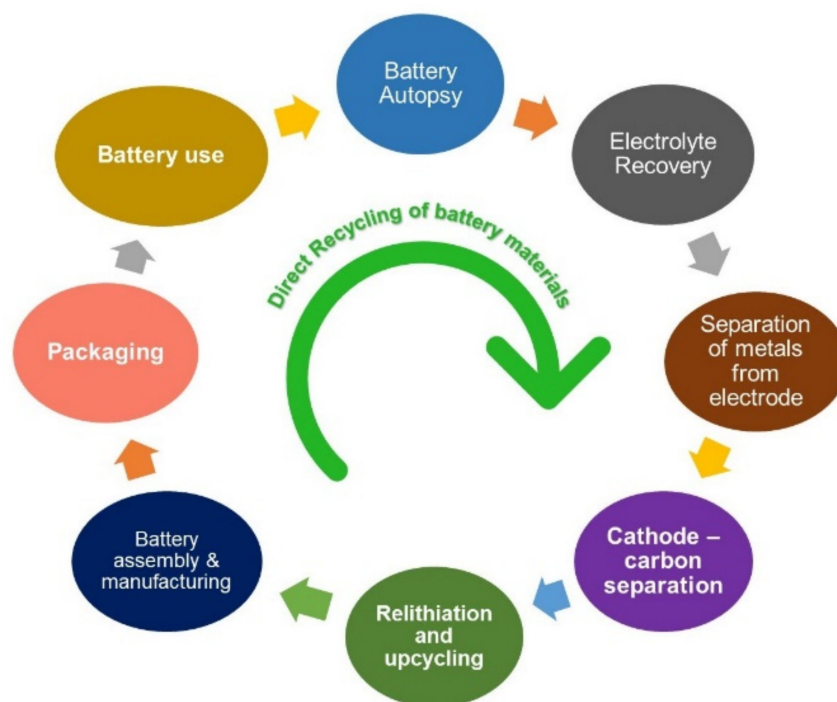 Battery
Autopsy
Electrolyte
Recovery
Separation
of metals
from
electrode
Cathode –
carbon
separation
Relithiation
and
upcycling
Battery
assembly &
manufacturing
Packaging
Battery use
Direct Recycling of battery materials